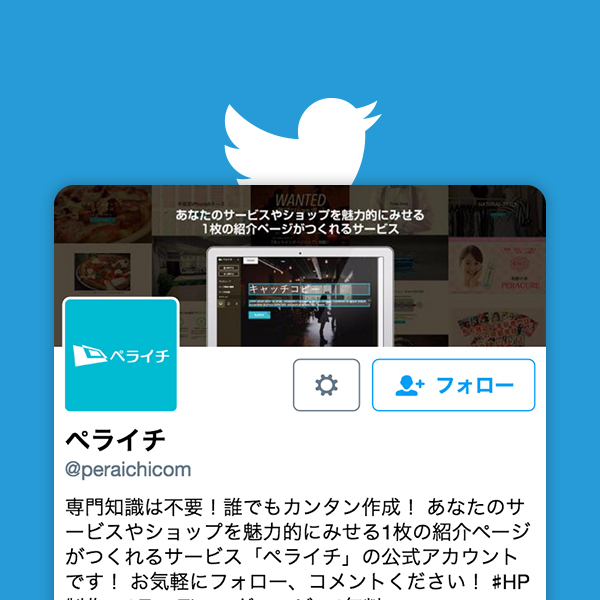 WANTED
あなたのサービスやショップを魅力的にみせる
1枚の紹介ページがつくれるサービス
キャッチコピー
PERACURE
ペライチ
フォロー
ペライチ
@peraichicom
専門知識は不要！誰でもカンタン作成！ あなたのサ
ービスやショップを魅力的にみせる1枚の紹介ページ
がつくれるサービス「ペライチ」の公式アカウント
です！ お気軽にフォロー、コメントください！ #HP